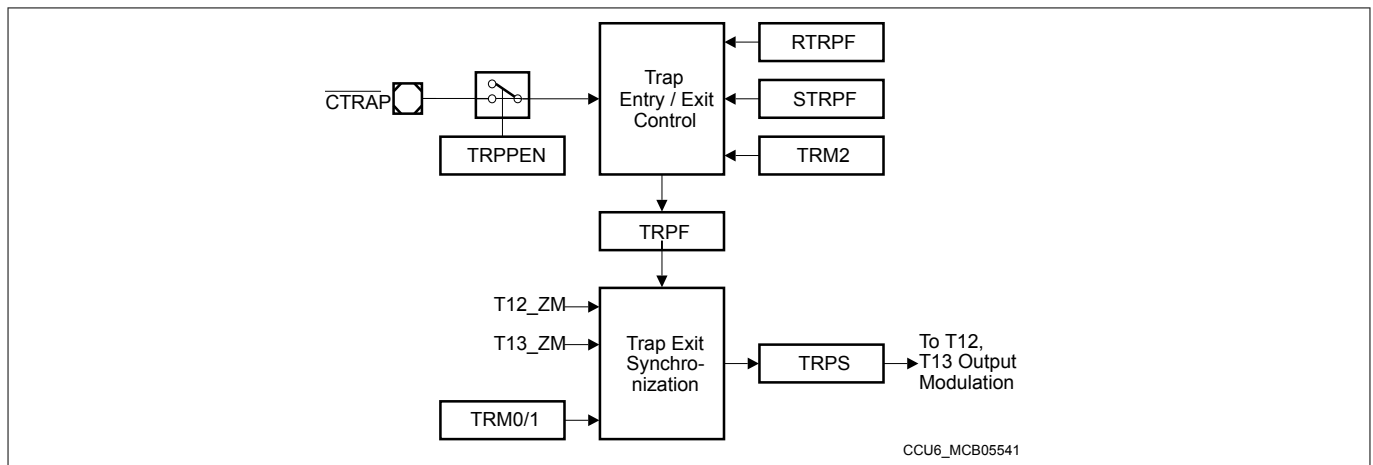 RTRPF
Trap
Entry / Exit
Control
CTRAP
STRPF
TRPPEN
TRM2
TRPF
T12_ZM
T13_ZM
Trap Exit
Synchro-
nization
TRPS
To T12,
T13 Output
Modulation
TRM0/1
CCU6_MCB05541